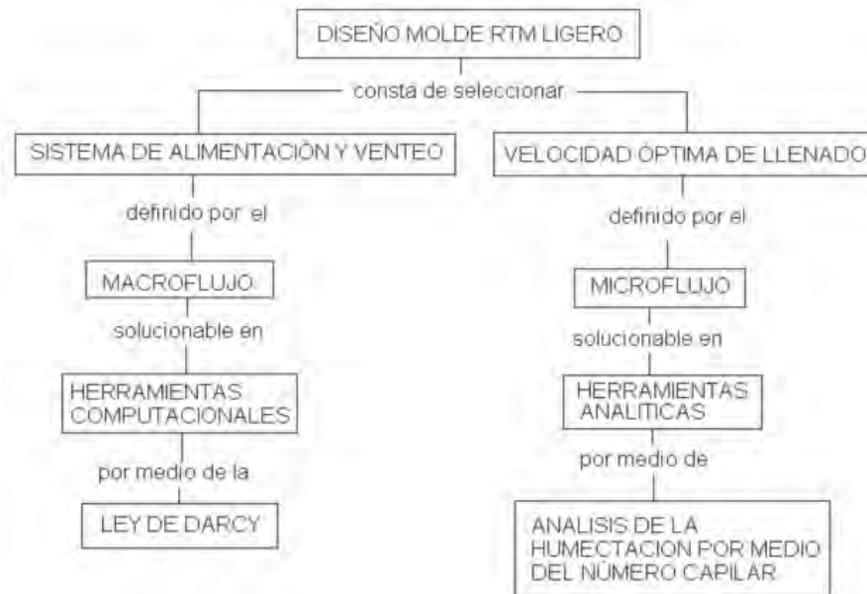 DISEÑO MOLDE RTM LIGERO
consta de seleccionar
SISTEMA DE ALIMENTACIÓN Y VENTEO
definido por el
MACROFLUJO
solucionable en
HERRAMIENTAS
COMPUTACIONALES
por medio de la
LEY DE DARCY
VELOCIDAD ÓPTIMA DE LLENADO
definido por el
MICROFLUJO
solucionable en
HERRAMIENTAS
ANALITICAS
por medio de
ANALISIS DE LA
HUMECTACION POR MEDIO
DEL NÚMERO CAPILAR